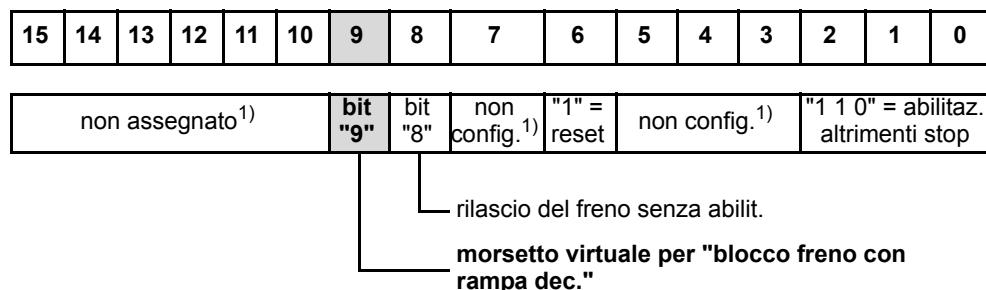 15 14 13 12 11 10 9 8 7 6 5 4 3 2 1 0
non assegnato1) bit bit non "1" = non config.1) "1 1 0" = abilitaz.
"9" "8" config.1) reset altrimenti stop
rilascio del freno senza abilit.
morsetto virtuale per "blocco freno con
rampa dec."